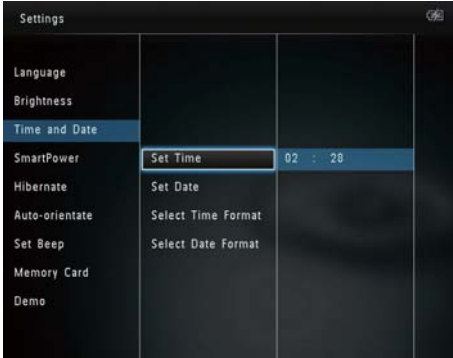 Settings
Language
Brightness
Time and Date
SmartPower
Hibernate
Auto-orientate
Set Beep
Memory Card
Demo
Set Time
Set Date
Select Time Format
Select Date Format
02 : 28